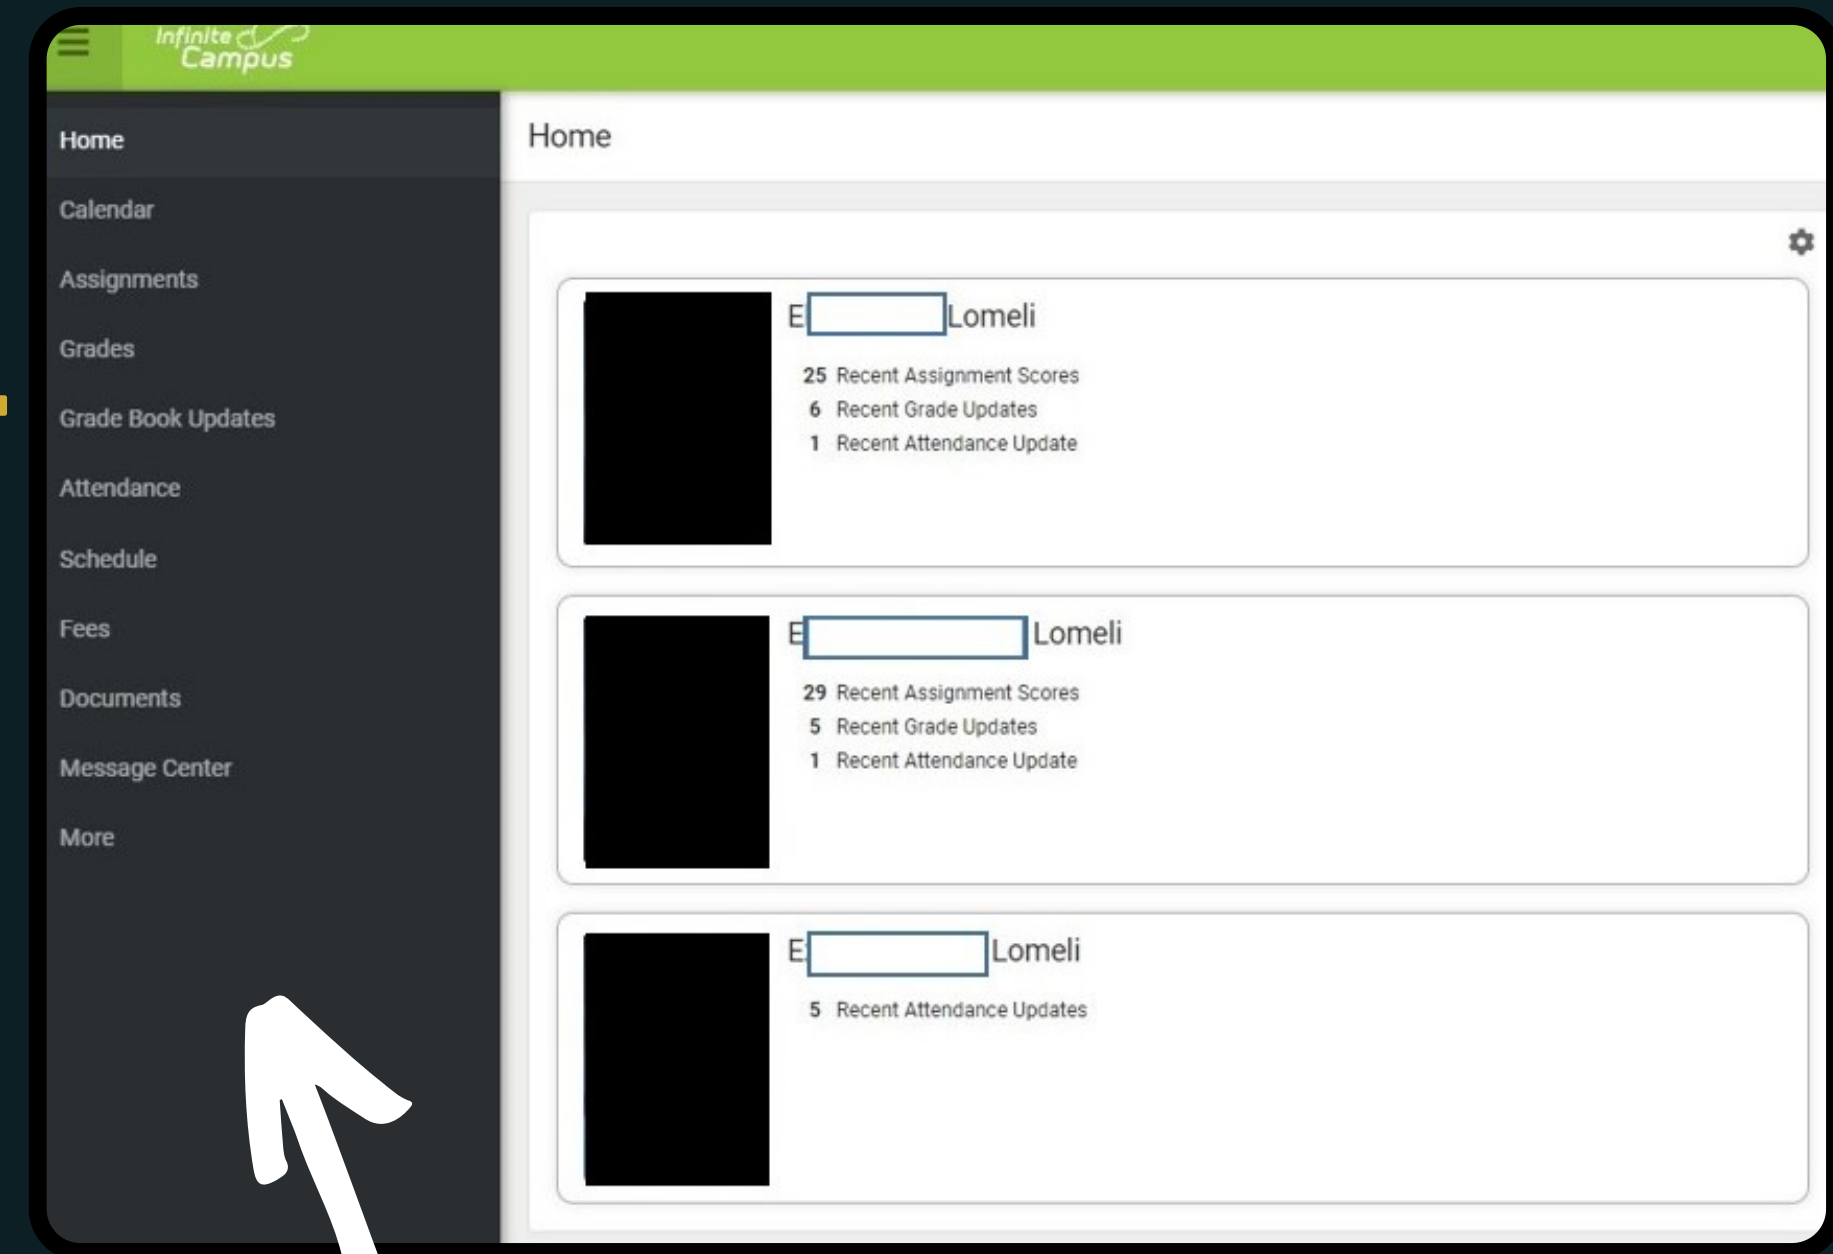 Infinite
Campus
Home
Calendar
Assignments
Grades
Grade Book Updates
Attendance
Schedule
Fees
Documents
Message Center
More
Home
E Lomeli
25 Recent Assignment Scores
6 Recent Grade Updates
1 Recent Attendance Update
E Lomeli
29 Recent Assignment Scores
5 Recent Grade Updates
1 Recent Attendance Update
E Lomeli
5 Recent Attendance Updates